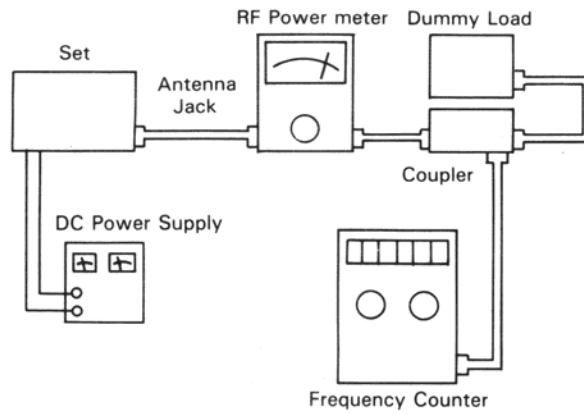 RF Power meter
Dummy Load
Set
Antenna
Jack
Coupler
DC Power Supply
Frequency Counter